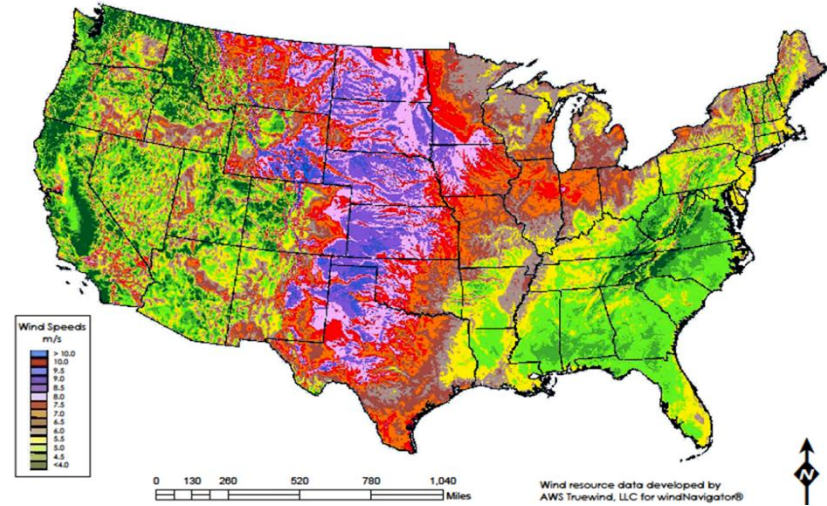 Wind Speeds
m/s
> 10.0
10.0
9.5
9.0
8.5
8.0
7.5
7.0
6.5
6.0
5.5
5.0
4.5
<4.0
0 130 260 520 780 1,040
Miles
Wind resource data developed by
AWS Truewind, LLC for windNavigator®
N